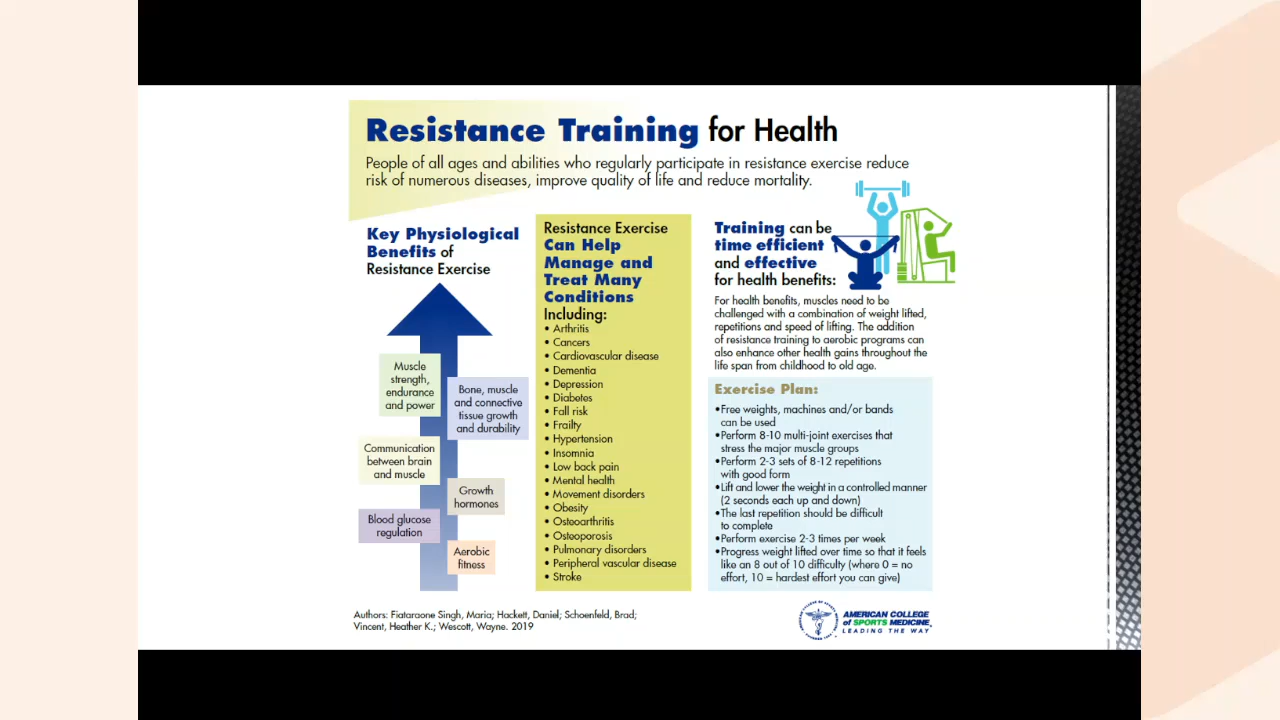 Resistance Training for Health
People of all ages and abilities who regularly participate in resistance exercise reduce
risk of numerous diseases, improve quality of life and reduce mortality.
Key Physiological
Benefits of
Resistance Exercise
Muscle
strength,
endurance
and power
Bone, muscle
and connective
tissue growth
and durability
Communication
between brain
and muscle
Growth
hormones
Blood glucose
regulation
Aerobic
fitness
Resistance Exercise
Can Help
Manage and
Treat Many
Conditions
Including:
• Arthritis
• Cancers
• Cardiovascular disease
• Dementia
• Depression
• Diabetes
• Fall risk
• Frailty
• Hypertension
• Insomnia
• Low back pain
• Mental health
• Movement disorders
• Obesity
• Osteoarthritis
• Osteoporosis
• Pulmonary disorders
• Peripheral vascular disease
• Stroke
Training can be
time efficient
and effective
for health benefits:
For health benefits, muscles need to be
challenged with a combination of weight lifted,
repetitions and speed of lifting. The addition
of resistance training to aerobic programs can
also enhance other health gains throughout the
life span from childhood to old age.
Exercise Plan:
•Free weights, machines and/or bands
can be used
•Perform 8-10 multi-joint exercises that
stress the major muscle groups
•Perform 2-3 sets of 8-12 repetitions
with good form
•Lift and lower the weight in a controlled manner
(2 seconds each up and down)
•The last repetition should be difficult
to complete
•Perform exercise 2-3 times per week
•Progress weight lifted over time so that it feels
like an 8 out of 10 difficulty (where 0 = no
effort, 10 = hardest effort you can give)
Authors: Fiataraone Singh, Maria; Hackett, Daniel; Schoenfeld, Brad;
Vincent, Heather K.; Wescott, Wayne. 2019
AMERICAN COLLEGE
of SPORTS MEDICINE
LEADING THE WAY